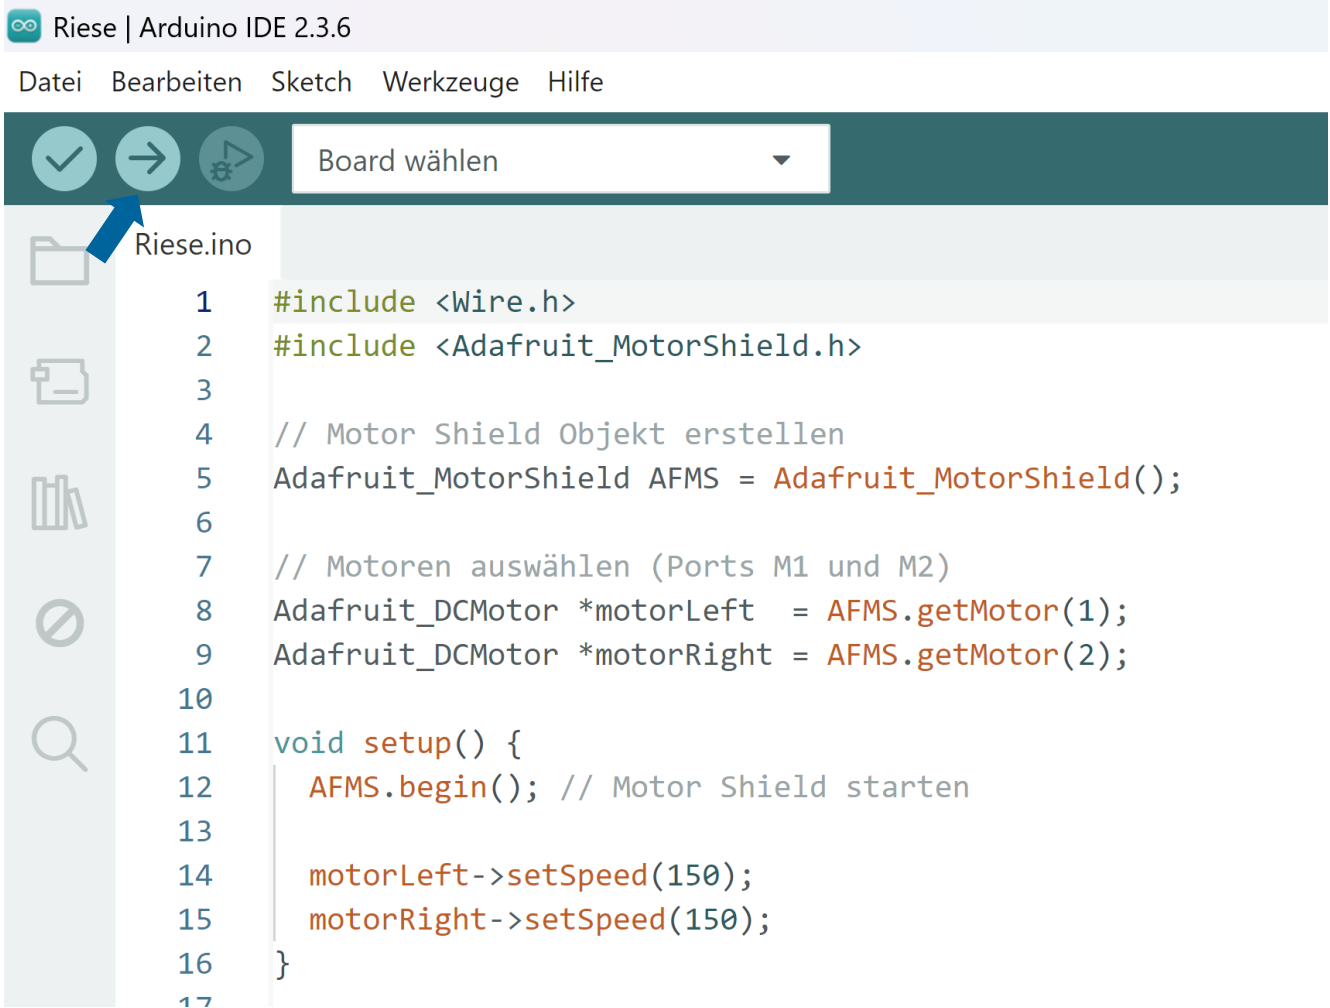 Riese | Arduino IDE 2.3.6
Datei Bearbeiten Sketch Werkzeuge Hilfe
Board wählen
Riese.ino
1 #include <Wire.h>
2 #include <Adafruit_MotorShield.h>
3
4 // Motor Shield Objekt erstellen
5 Adafruit_MotorShield AFMS = Adafruit_MotorShield();
6
7 // Motoren auswählen (Ports M1 und M2)
8 Adafruit_DCMotor *motorLeft  = AFMS.getMotor(1);
9 Adafruit_DCMotor *motorRight = AFMS.getMotor(2);
10
11 void setup() {
12   AFMS.begin(); // Motor Shield starten
13
14   motorLeft->setSpeed(150);
15   motorRight->setSpeed(150);
16 }
17